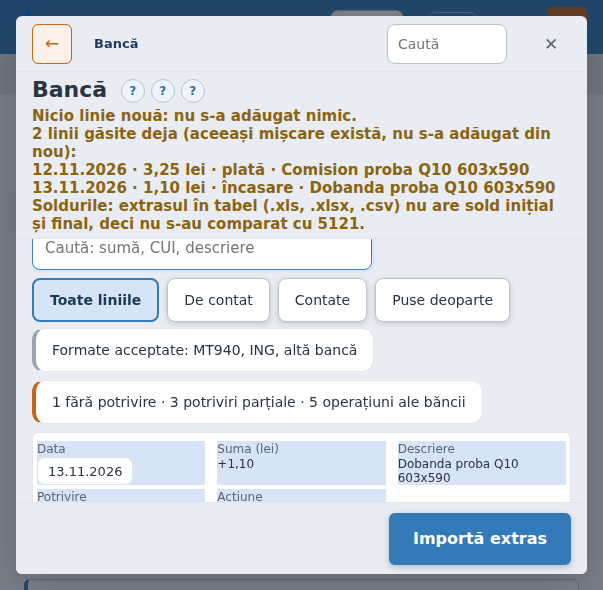 ←
Bancă
Caută
✕
Bancă ? ? ?
Nicio linie nouă: nu s-a adăugat nimic.
2 linii găsite deja (aceeași mișcare există, nu s-a adăugat din
nou):
12.11.2026 · 3,25 lei · plată · Comision proba Q10 603x590
13.11.2026 · 1,10 lei · încasare · Dobanda proba Q10 603x590
Soldurile: extrasul în tabel (.xls, .xlsx, .csv) nu are sold inițial
și final, deci nu s-au comparat cu 5121.
Caută: sumă, CUI, descriere
Toate liniile De contat Contate Puse deoparte
Formate acceptate: MT940, ING, altă bancă
1 fără potrivire · 3 potriviri parțiale · 5 operațiuni ale băncii
Data Suma (lei) Descriere
13.11.2026 +1,10 Dobanda proba Q10
603x590
Potrivire Acțiune
Importă extras